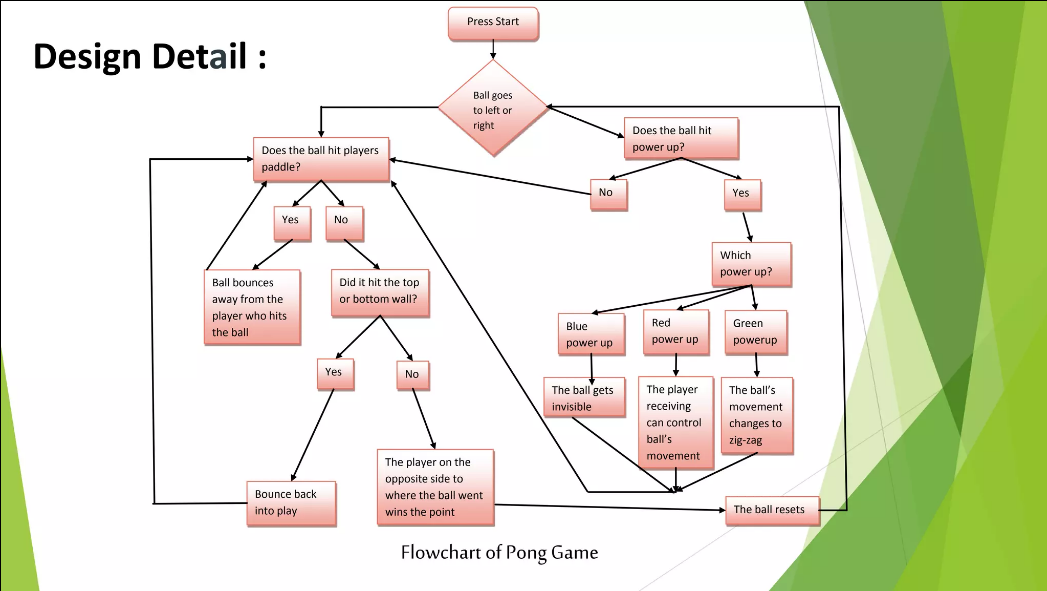 Design Detail :
Press Start
Ball goes
to left or
right
Does the ball hit
power up?
Does the ball hit players
paddle?
No
Yes
Yes
No
Which
power up?
Ball bounces
away from the
player who hits
the ball
Did it hit the top
or bottom wall?
Blue
power up
Red
power up
Green
powerup
Yes
No
The ball gets
invisible
The player
receiving
can control
ball’s
movement
The ball’s
movement
changes to
zig-zag
The player on the
opposite side to
where the ball went
wins the point
Bounce back
into play
The ball resets
Flowchart of Pong Game